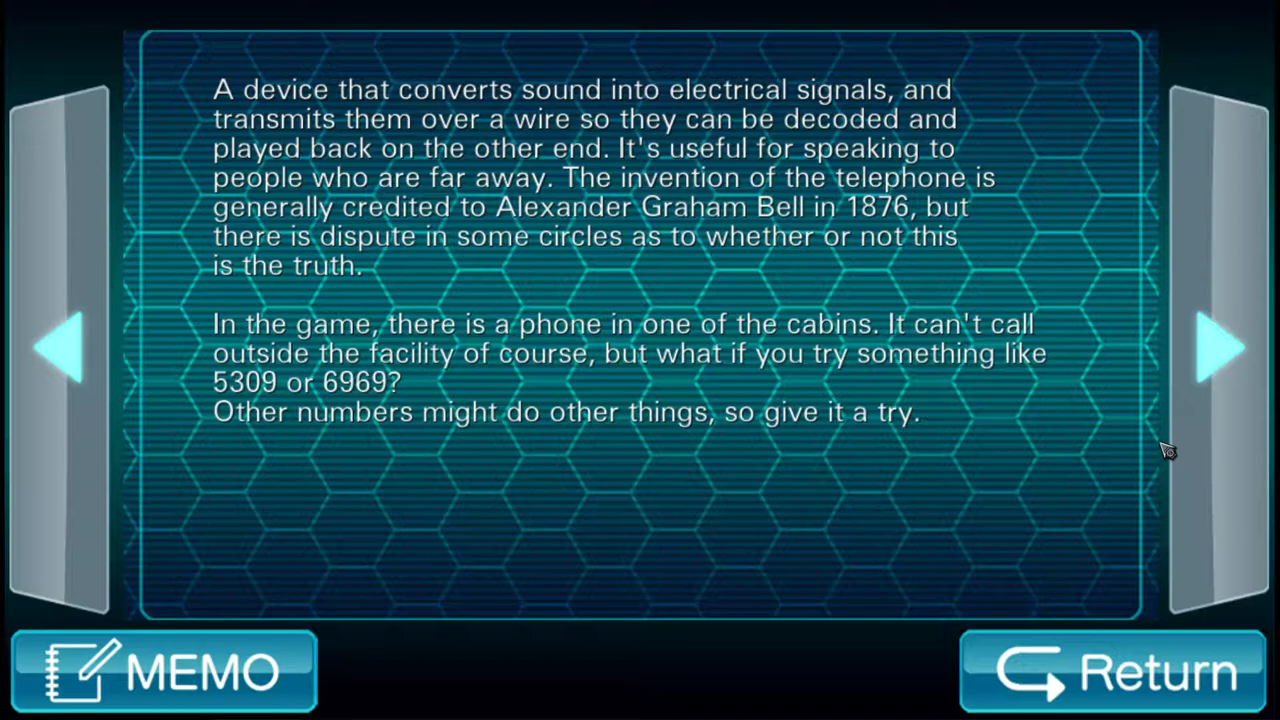 A device that converts sound into electrical signals, and
transmits them over a wire so they can be decoded and
played back on the other end. It's useful for speaking to
people who are far away. The invention of the telephone is
generally credited to Alexander Graham Bell in 1876, but
there is dispute in some circles as to whether or not this
is the truth.
In the game, there is a phone in one of the cabins. It can't call
outside the facility of course, but what if you try something like
5309 or 6969?
Other numbers might do other things, so give it a try.
MEMO
Return